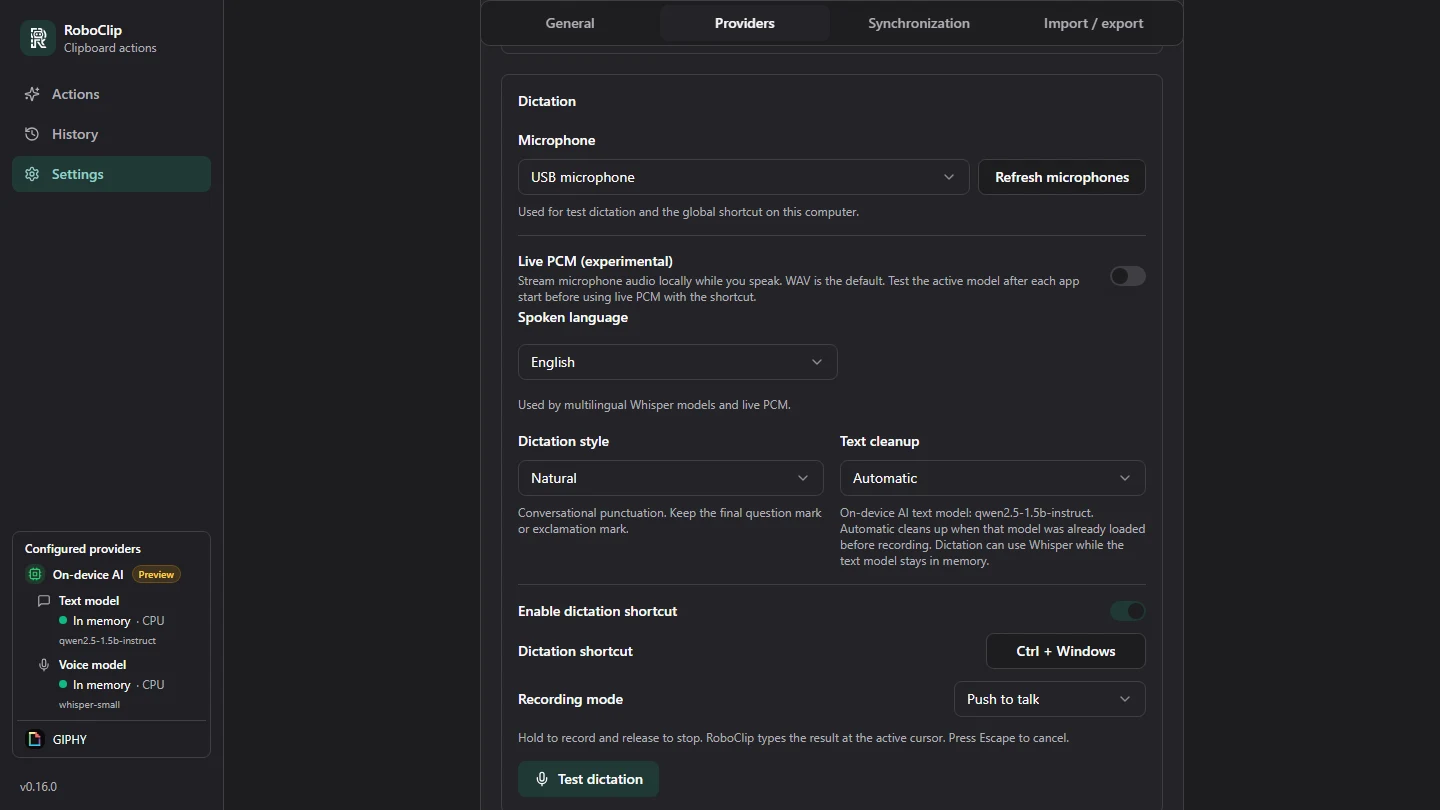 RoboClip
Clipboard actions
Actions
History
Settings
Configured providers
On-device AI Preview
Text model
In memory · CPU
qwen2.5-1.5b-instruct
Voice model
In memory · CPU
whisper-small
GIPHY
v0.16.0
General Providers Synchronization Import / export
Dictation
Microphone
USB microphone Refresh microphones
Used for test dictation and the global shortcut on this computer.
Live PCM (experimental)
Stream microphone audio locally while you speak. WAV is the default. Test the active model after each app
start before using live PCM with the shortcut.
Spoken language
English
Used by multilingual Whisper models and live PCM.
Dictation style
Natural
Conversational punctuation. Keep the final question mark
or exclamation mark.
Text cleanup
Automatic
On-device AI text model: qwen2.5-1.5b-instruct.
Automatic cleans up when that model was already loaded
before recording. Dictation can use Whisper while the
text model stays in memory.
Enable dictation shortcut
Dictation shortcut Ctrl + Windows
Recording mode Push to talk
Hold to record and release to stop. RoboClip types the result at the active cursor. Press Escape to cancel.
Test dictation